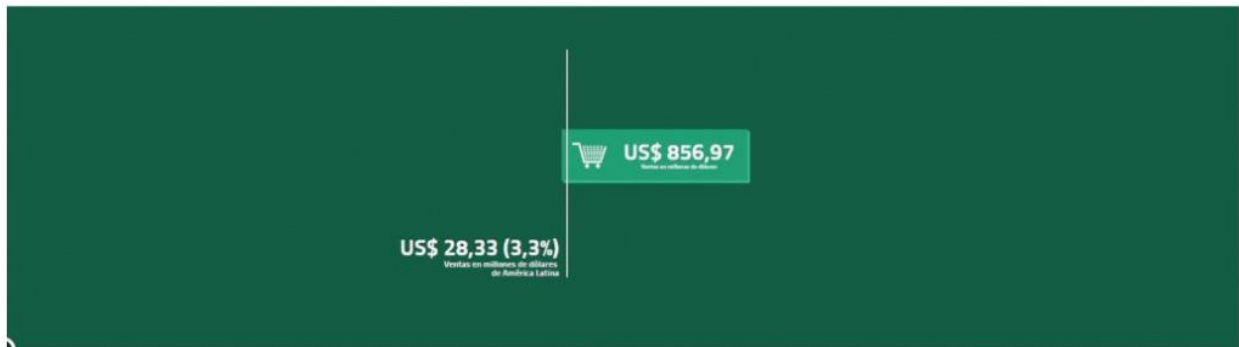 US$ 856,97
Ventas en millones de dólares
US$ 28,33 (3,3%)
Ventas en millones de dólares
de América Latina